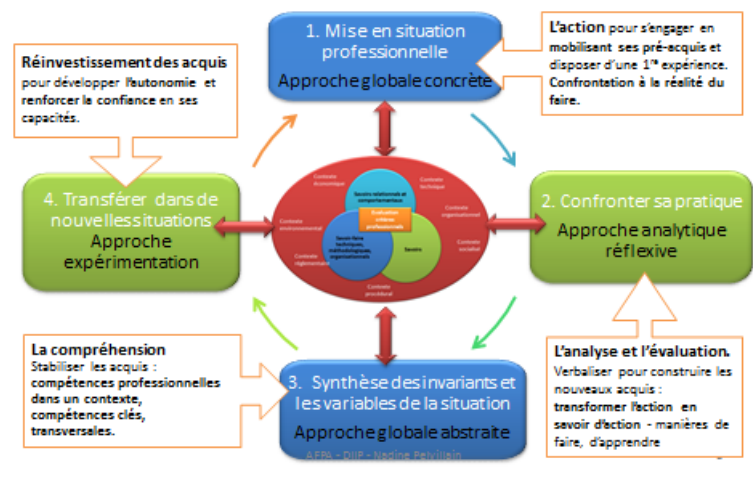 1. Mise en situation
professionnelle
Approche globale concrète
L'action pour s'engager en
mobilisant ses pré-acquis et
disposer d'une 1re expérience.
Confrontation à la réalité du
faire.
Réinvestissement des acquis
pour développer l'autonomie et
renforcer la confiance en ses
capacités.
4. Transférer dans de
nouvelles situations
Approche
expérimentation
Contexte
économique
Contexte
technique
Contexte
environnemental
Contexte
organisationnel
Contexte
réglementaire
Contexte
sociétal
Contexte
procédural
Savoirs relationnels et
comportementaux
Evaluation
critères
professionnels
Savoir-faire
techniques,
méthodologiques,
organisationnels
Savoirs
2. Confronter sa pratique
Approche analytique
réflexive
La compréhension
Stabiliser les acquis :
compétences professionnelles
dans un contexte,
compétences clés,
transversales.
3. Synthèse des invariants et
les variables de la situation
Approche globale abstraite
AFPA - DIIP - Nadine Pelvillain
L'analyse et l'évaluation.
Verbaliser pour construire les
nouveaux acquis :
transformer l'action en
savoir d'action - manières de
faire, d'apprendre